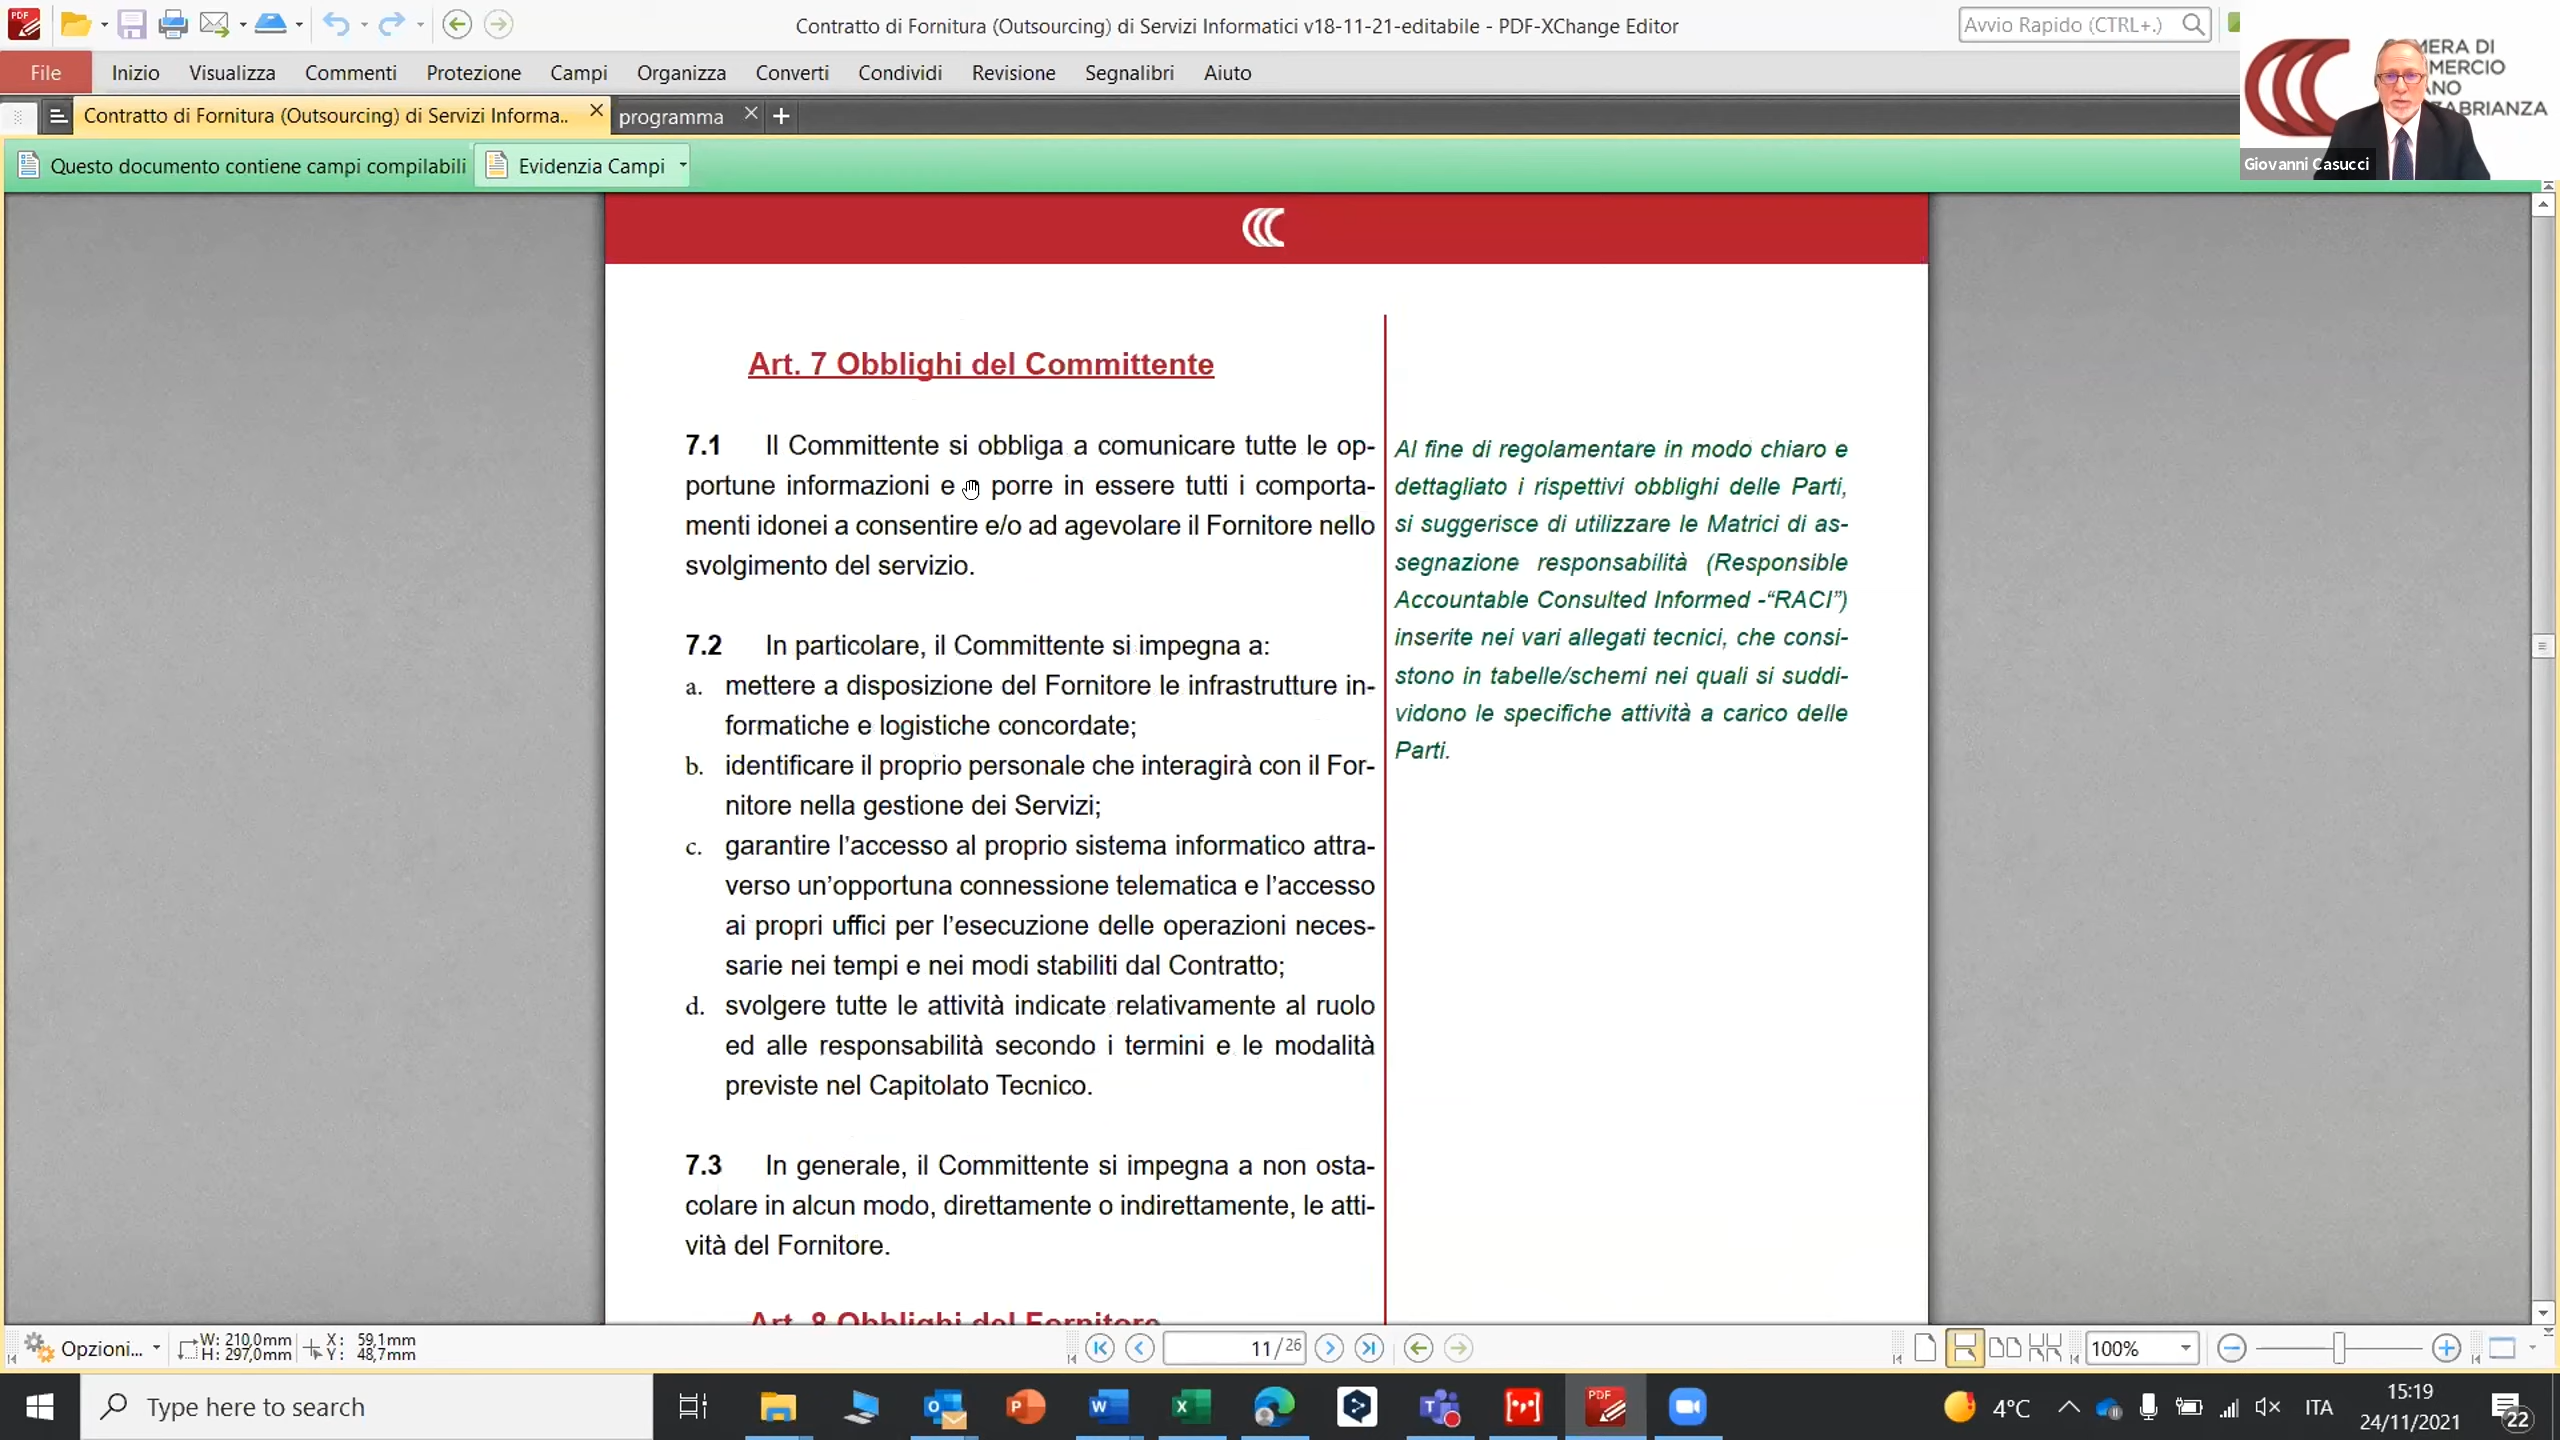 Contratto di Fornitura (Outsourcing) di Servizi Informatici v18-11-21-editabile - PDF-XChange Editor
Avvio Rapido (CTRL+.)
File Inizio Visualizza Commenti Protezione Campi Organizza Converti Condividi Revisione Segnalibri Aiuto
Contratto di Fornitura (Outsourcing) di Servizi Informa.. programma
Questo documento contiene campi compilabili Evidenzia Campi
MERA DI
MERCIO
ANO
ZABRIANZA
Giovanni Casucci
Art. 7 Obblighi del Committente
7.1 Il Committente si obbliga a comunicare tutte le op-
portune informazioni e porre in essere tutti i comporta-
menti idonei a consentire e/o ad agevolare il Fornitore nello
svolgimento del servizio.
7.2 In particolare, il Committente si impegna a:
a. mettere a disposizione del Fornitore le infrastrutture in-
formatiche e logistiche concordate;
b. identificare il proprio personale che interagirà con il For-
nitore nella gestione dei Servizi;
c. garantire l’accesso al proprio sistema informatico attra-
verso un’opportuna connessione telematica e l’accesso
ai propri uffici per l’esecuzione delle operazioni neces-
sarie nei tempi e nei modi stabiliti dal Contratto;
d. svolgere tutte le attività indicate relativamente al ruolo
ed alle responsabilità secondo i termini e le modalità
previste nel Capitolato Tecnico.
7.3 In generale, il Committente si impegna a non osta-
colare in alcun modo, direttamente o indirettamente, le atti-
vità del Fornitore.
Art. 8 Obblighi del Fornitore
Al fine di regolamentare in modo chiaro e
dettagliato i rispettivi obblighi delle Parti,
si suggerisce di utilizzare le Matrici di as-
segnazione responsabilità (Responsible
Accountable Consulted Informed -“RACI”)
inserite nei vari allegati tecnici, che consi-
stono in tabelle/schemi nei quali si suddi-
vidono le specifiche attività a carico delle
Parti.
Opzioni...
W: 210,0mm
H: 297,0mm
X: 59,1mm
Y: 48,7mm
11 / 26
100%
Type here to search
4°C
ITA
15:19
24/11/2021
22